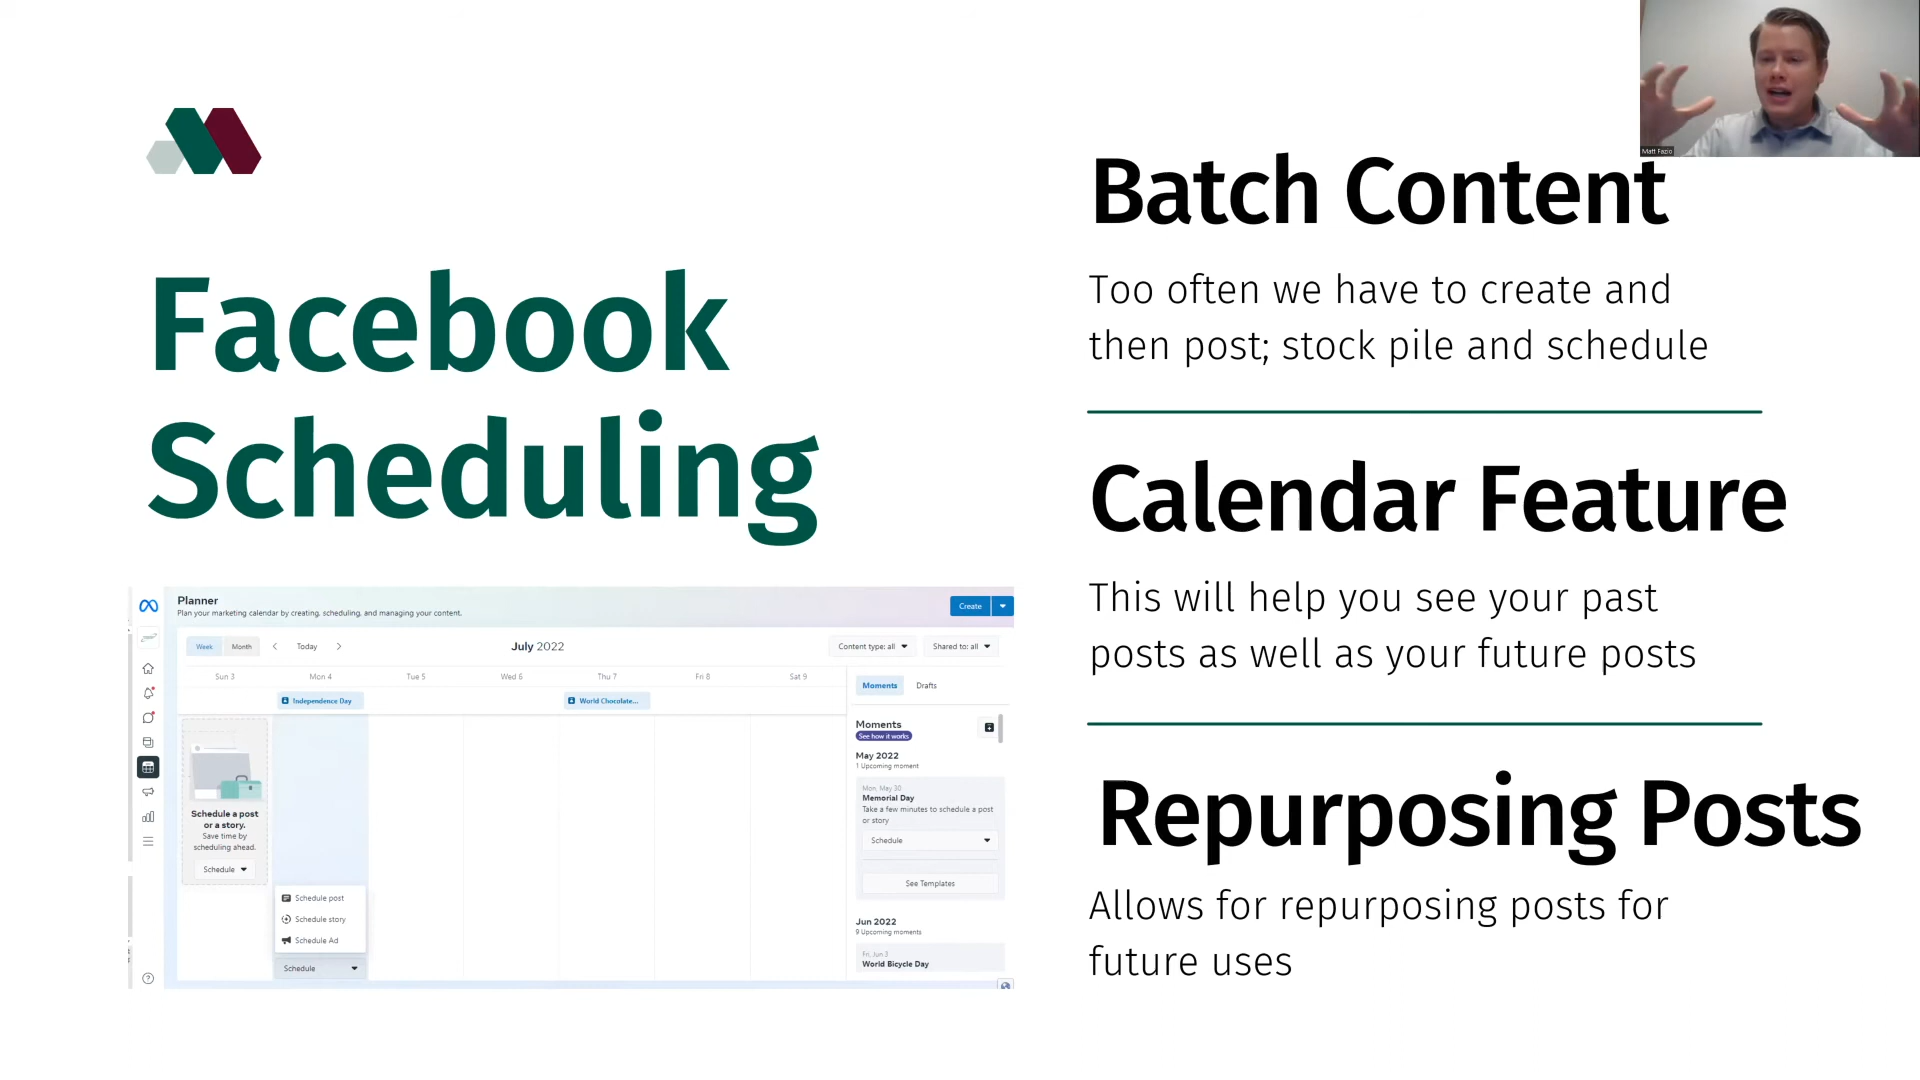 Matt Fazio
Facebook
Scheduling
Batch Content
Too often we have to create and
then post; stock pile and schedule
Calendar Feature
This will help you see your past
posts as well as your future posts
Repurposing Posts
Allows for repurposing posts for
future uses
Planner
Plan your marketing calendar by creating, scheduling, and managing your content.
Create
Week Month Today July 2022 Content type: all Shared to: all
Sun 3 Mon 4 Tue 5 Wed 6 Thu 7 Fri 8 Sat 9
Independence Day World Chocolate...
Schedule a post
or a story.
Save time by
scheduling ahead.
Schedule
Schedule post
Schedule story
Schedule Ad
Schedule
Moments Drafts
Moments
See how it works
May 2022
1 Upcoming moment
Mon, May 30
Memorial Day
Take a few minutes to schedule a post
or story
Schedule
See Templates
Jun 2022
9 Upcoming moments
Fri, Jun 3
World Bicycle Day